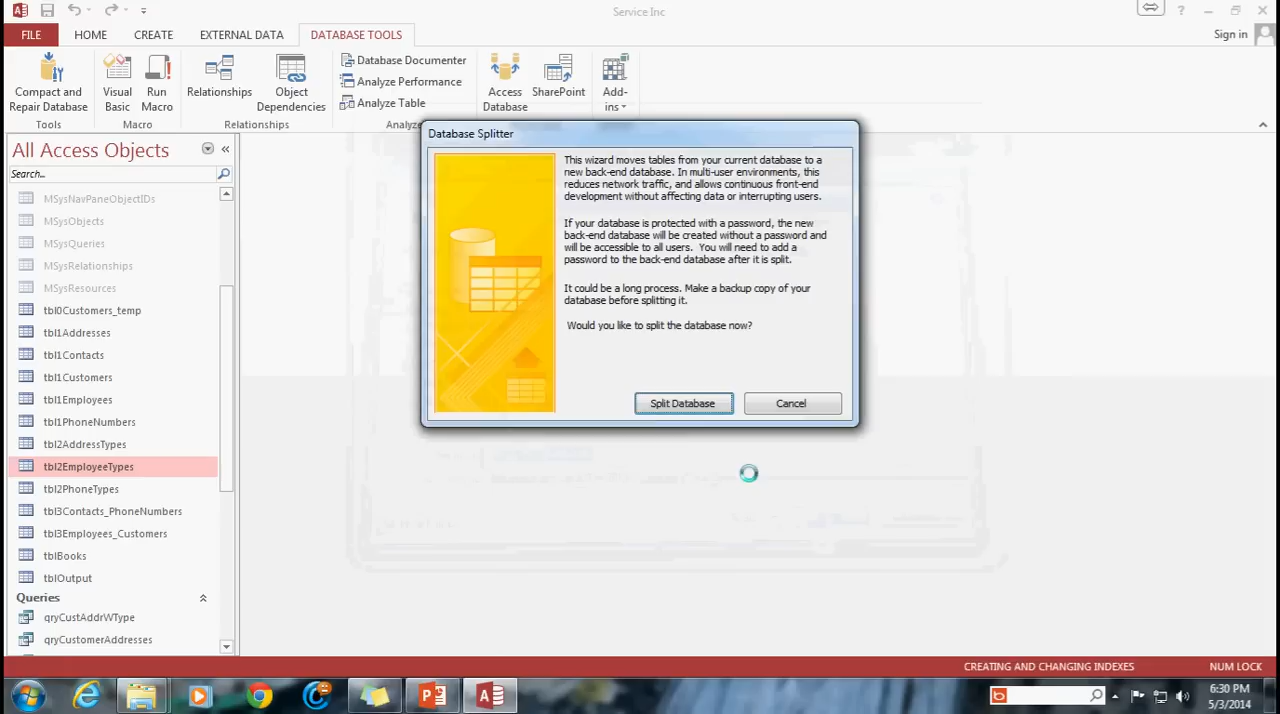 Service Inc
?
FILE HOME CREATE EXTERNAL DATA DATABASE TOOLS Sign in
Compact and Repair Database
Visual Basic
Run Macro
Relationships
Object Dependencies
Database Documenter
Analyze Performance
Analyze Table
Access Database
SharePoint
Add-ins
Tools Macro Relationships Analyze
All Access Objects
Search...
MSysNavPaneObjectIDs
MSysObjects
MSysQueries
MSysRelationships
MSysResources
tbl0Customers_temp
tbl1Addresses
tbl1Contacts
tbl1Customers
tbl1Employees
tbl1PhoneNumbers
tbl2AddressTypes
tbl2EmployeeTypes
tbl2PhoneTypes
tbl3Contacts_PhoneNumbers
tbl3Employees_Customers
tblBooks
tblOutput
Queries
qryCustAddrWType
qryCustomerAddresses
Database Splitter
This wizard moves tables from your current database to a
new back-end database. In multi-user environments, this
reduces network traffic, and allows continuous front-end
development without affecting data or interrupting users.
If your database is protected with a password, the new
back-end database will be created without a password and
will be accessible to all users. You will need to add a
password to the back-end database after it is split.
It could be a long process. Make a backup copy of your
database before splitting it.
Would you like to split the database now?
Split Database Cancel
CREATING AND CHANGING INDEXES NUM LOCK
6:30 PM
5/3/2014